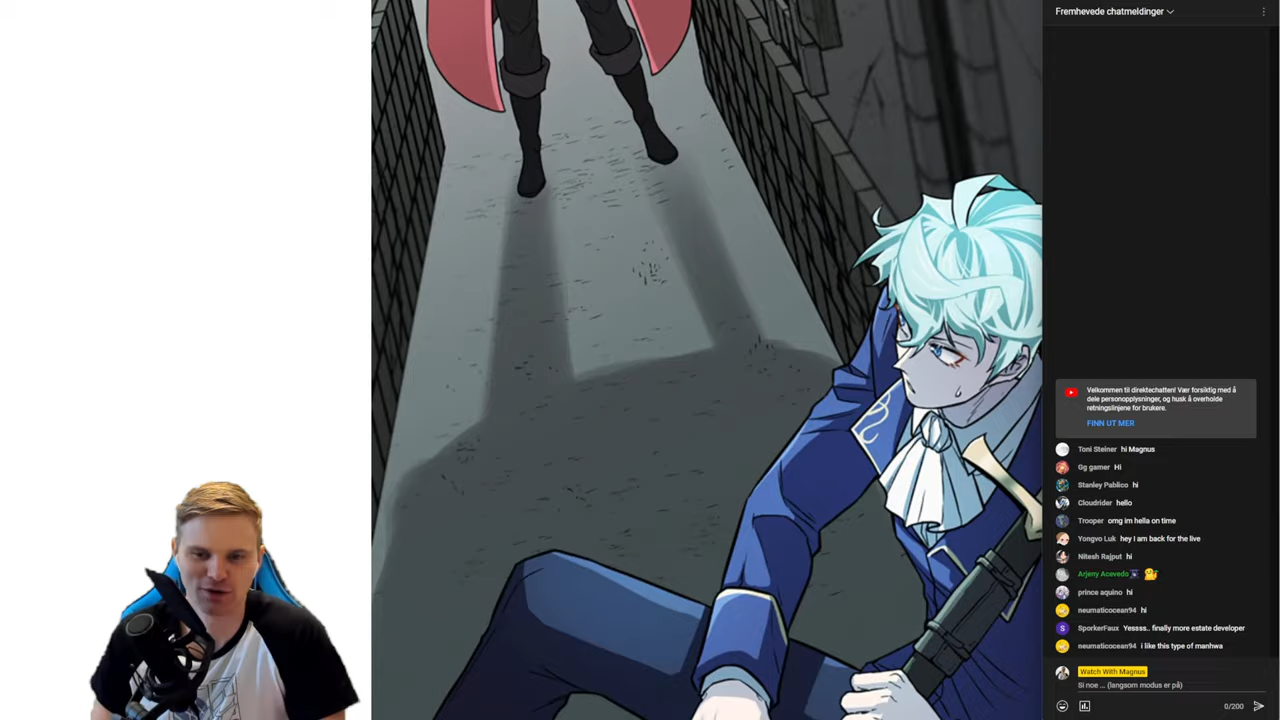 Fremhevede chatmeldinger
Velkommen til direktechatten! Vær forsiktig med å
dele personopplysninger, og husk å overholde
retningslinjene for brukere.
FINN UT MER
Toni Steiner hi Magnus
Gg gamer Hi
Stanley Pablico hi
Cloudrider hello
Trooper omg im hella on time
Yongvo Luk hey I am back for the live
Nitesh Rajput hi
Arjeny Acevedo
prince aquino hi
neumaticocean94 hi
S
SporkerFaux Yessss.. finally more estate developer
neumaticocean94 i like this type of manhwa
Watch With Magnus
Si noe ... (langsom modus er på)
0/200